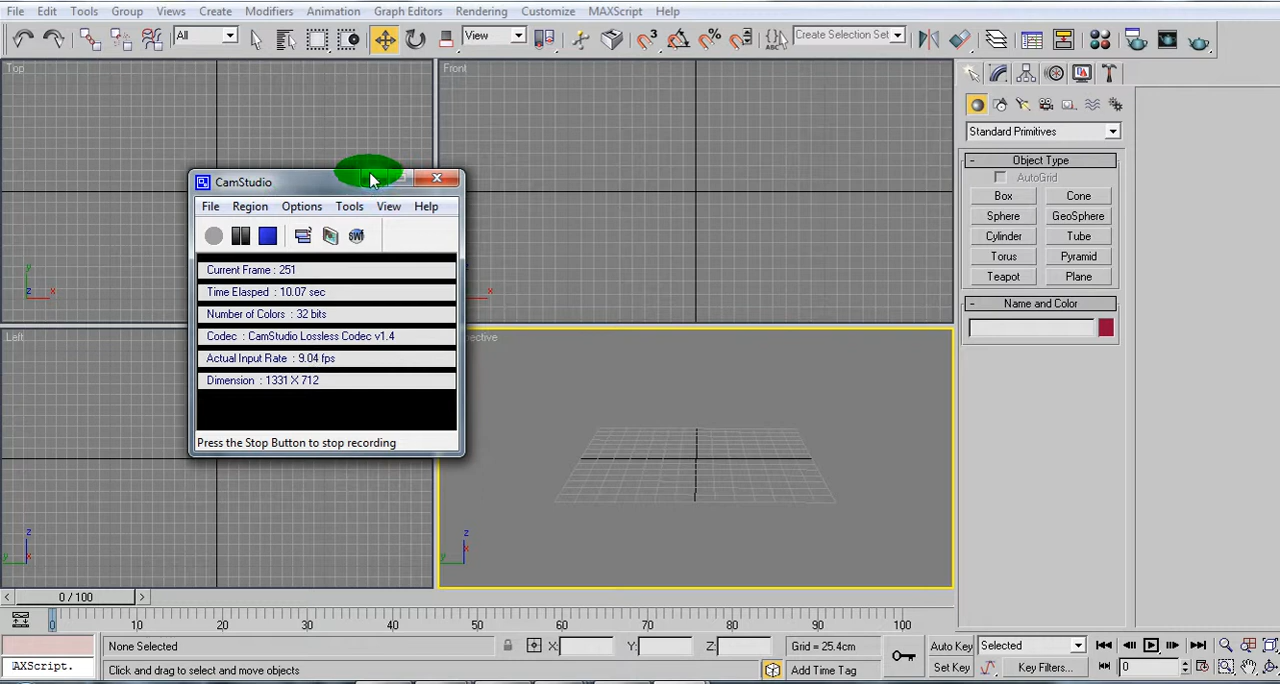 File Edit Tools Group Views Create Modifiers Animation Graph Editors Rendering Customize MAXScript Help
All View Create Selection Set
Top Front
Standard Primitives
Object Type
AutoGrid
Box Cone
Sphere GeoSphere
Cylinder Tube
Torus Pyramid
Teapot Plane
Name and Color
CamStudio
File Region Options Tools View Help
SWF
Current Frame : 251
Time Elasped : 10.07 sec
Number of Colors : 32 bits
Codec : CamStudio Lossless Codec v1.4
Actual Input Rate : 9.04 fps
Dimension : 1331 X 712
Press the Stop Button to stop recording
y z x x
Left spective
z y x z y x
0 / 100
0 10 20 30 40 50 60 70 80 90 100
None Selected X: Y: Z: Grid = 25.4cm Auto Key Selected
AXScript. Click and drag to select and move objects Add Time Tag Set Key Key Filters... 0